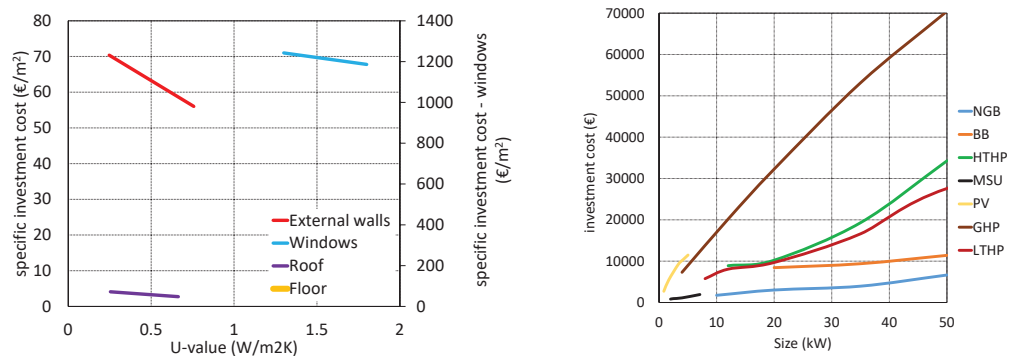 specific investment cost (€/m²)
80
70
60
50
40
30
20
10
0
0
0.5
1
1.5
2
U-value (W/m2K)
External walls
Windows
Roof
Floor
1400
1200
1000
800
600
400
200
0
specific investment cost - windows
(€/m²)
investment cost (€)
70000
60000
50000
40000
30000
20000
10000
0
0
10
20
30
40
50
Size (kW)
NGB
BB
HTHP
MSU
PV
GHP
LTHP